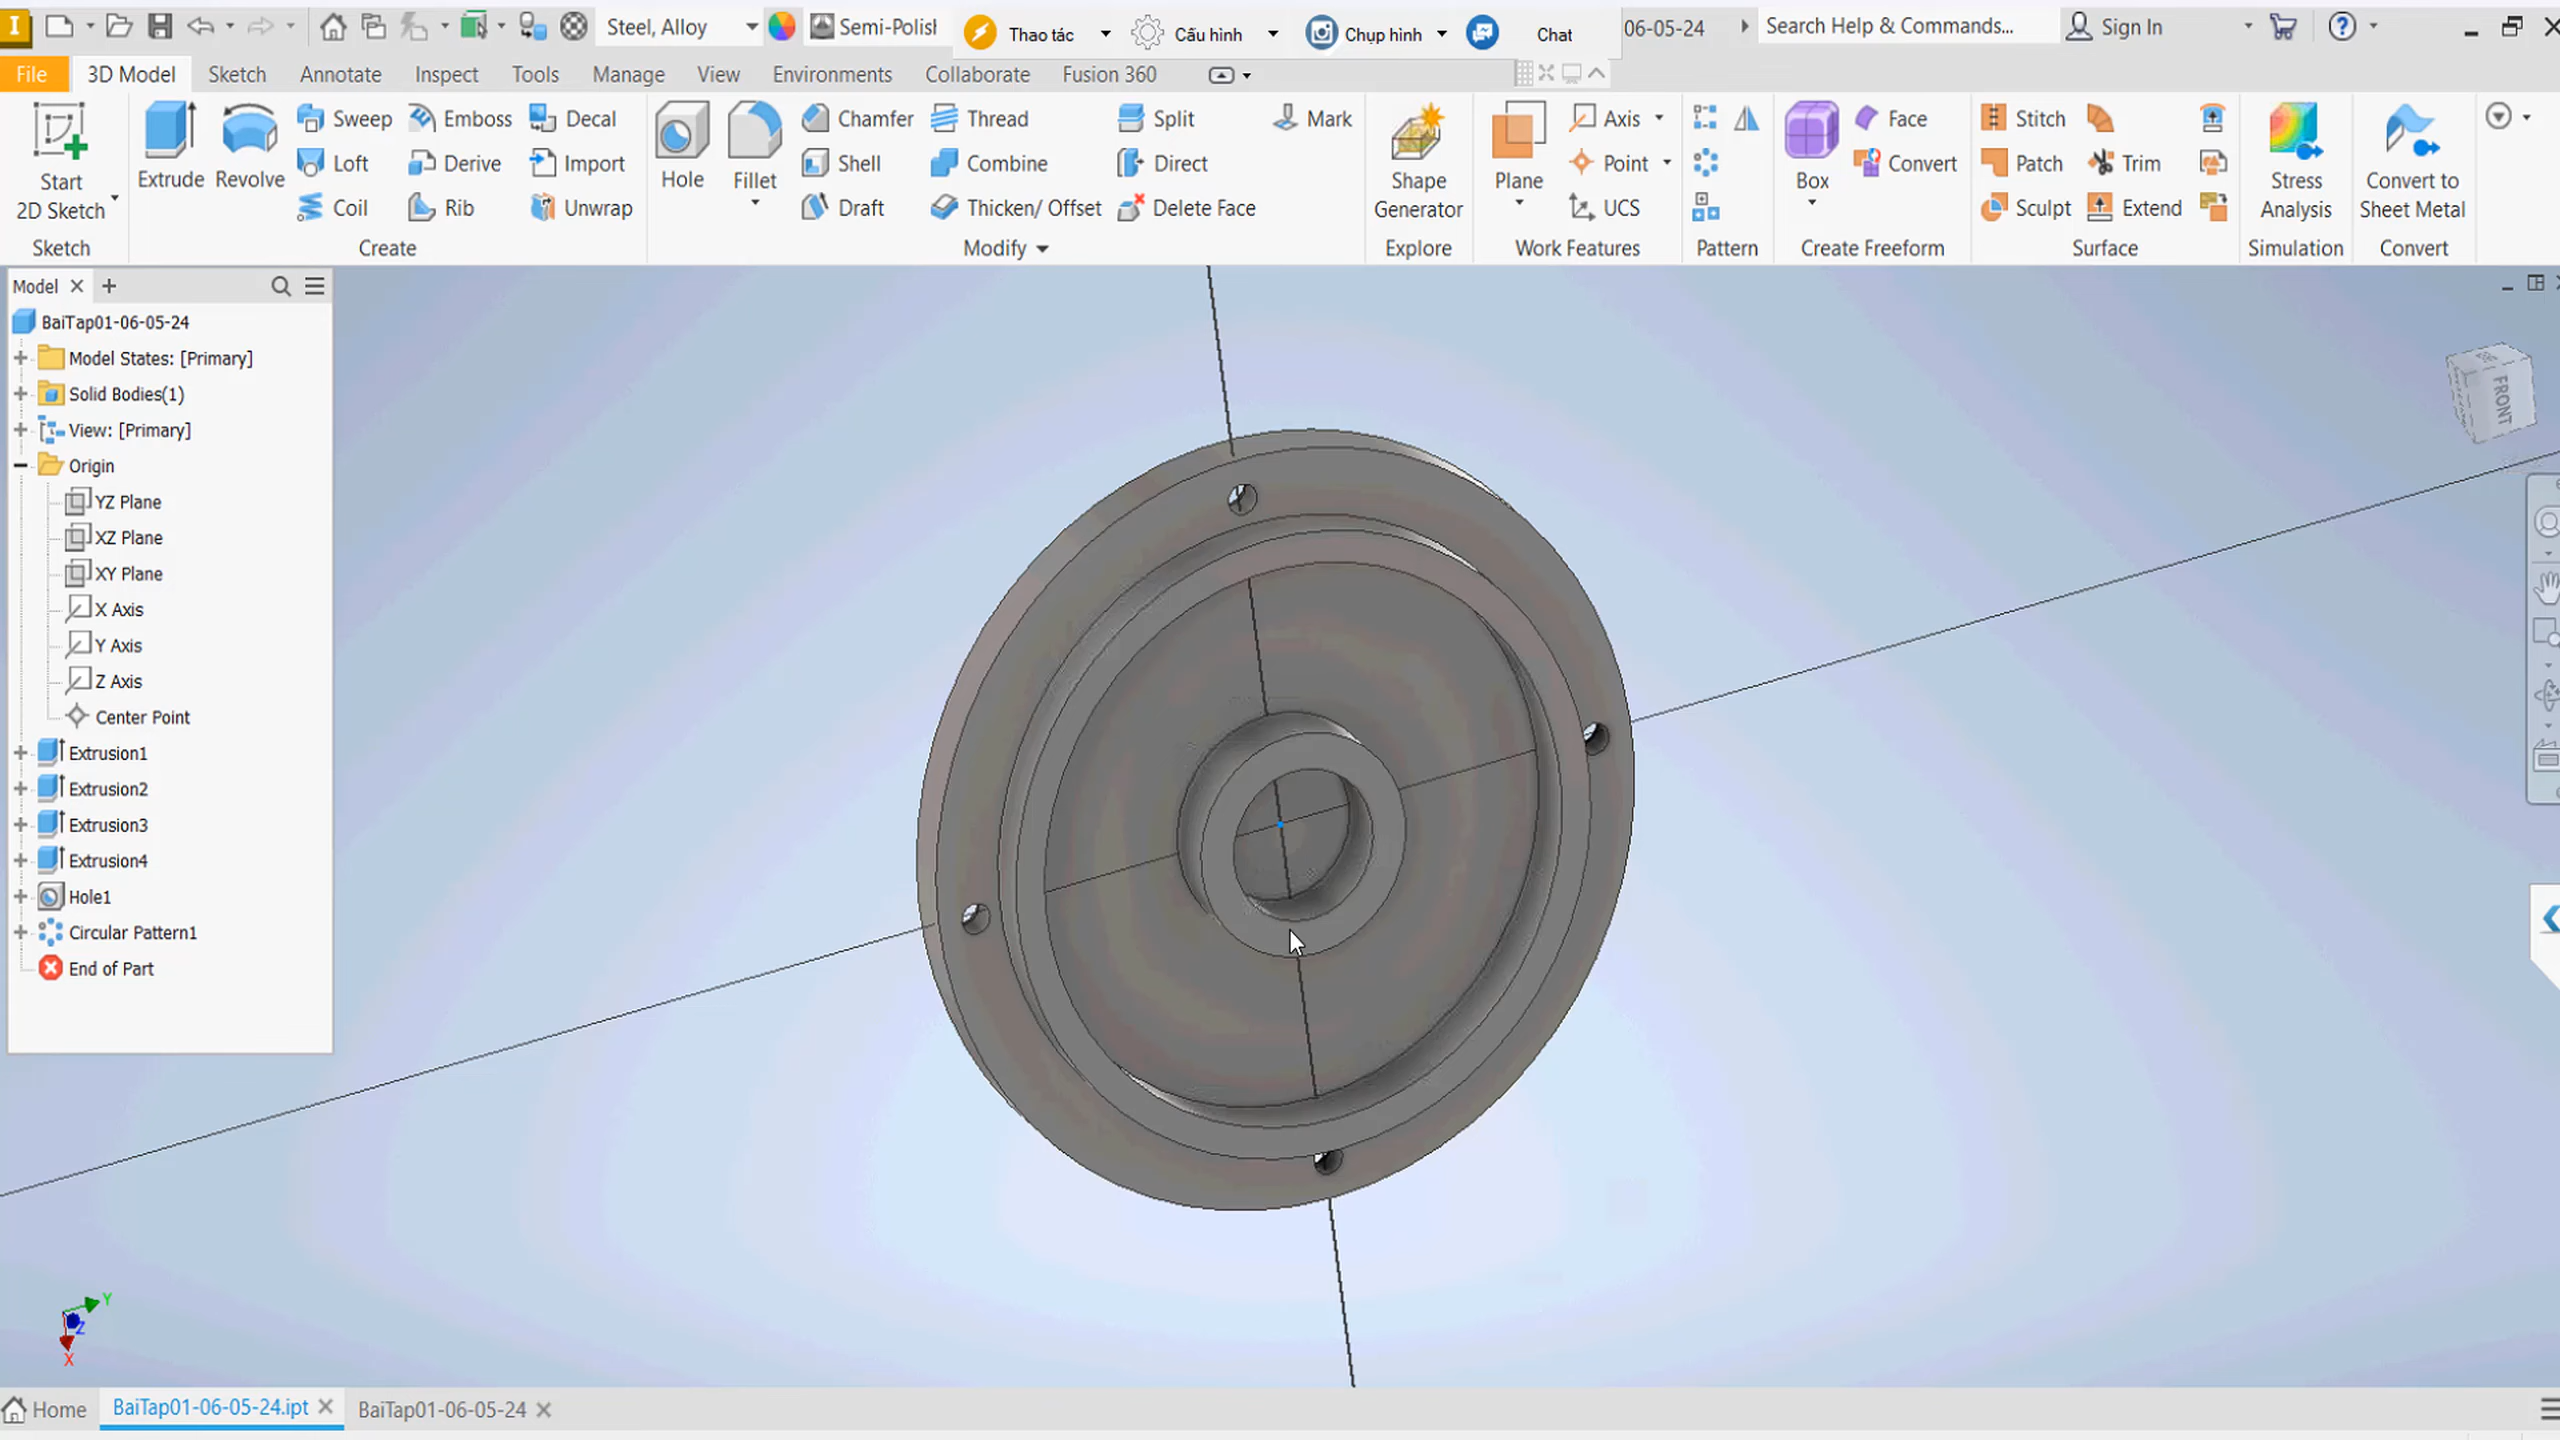 Steel, Alloy
Semi-Polish
Thao tác
Cấu hình
Chụp hình
Chat
06-05-24
Search Help & Commands...
Sign In
File
3D Model
Sketch
Annotate
Inspect
Tools
Manage
View
Environments
Collaborate
Fusion 360
Start
2D Sketch
Sketch
Extrude
Revolve
Sweep
Loft
Coil
Emboss
Derive
Rib
Decal
Import
Unwrap
Create
Hole
Fillet
Chamfer
Shell
Draft
Thread
Combine
Thicken/ Offset
Split
Direct
Delete Face
Mark
Modify
Shape
Generator
Explore
Plane
Axis
Point
UCS
Work Features
Pattern
Box
Face
Convert
Create Freeform
Stitch
Patch
Sculpt
Trim
Extend
Surface
Stress
Analysis
Simulation
Convert to
Sheet Metal
Convert
Model
BaiTap01-06-05-24
Model States: [Primary]
Solid Bodies(1)
View: [Primary]
Origin
YZ Plane
XZ Plane
XY Plane
X Axis
Y Axis
Z Axis
Center Point
Extrusion1
Extrusion2
Extrusion3
Extrusion4
Hole1
Circular Pattern1
End of Part
FRONT
Y
Z
X
Home
BaiTap01-06-05-24.ipt
BaiTap01-06-05-24